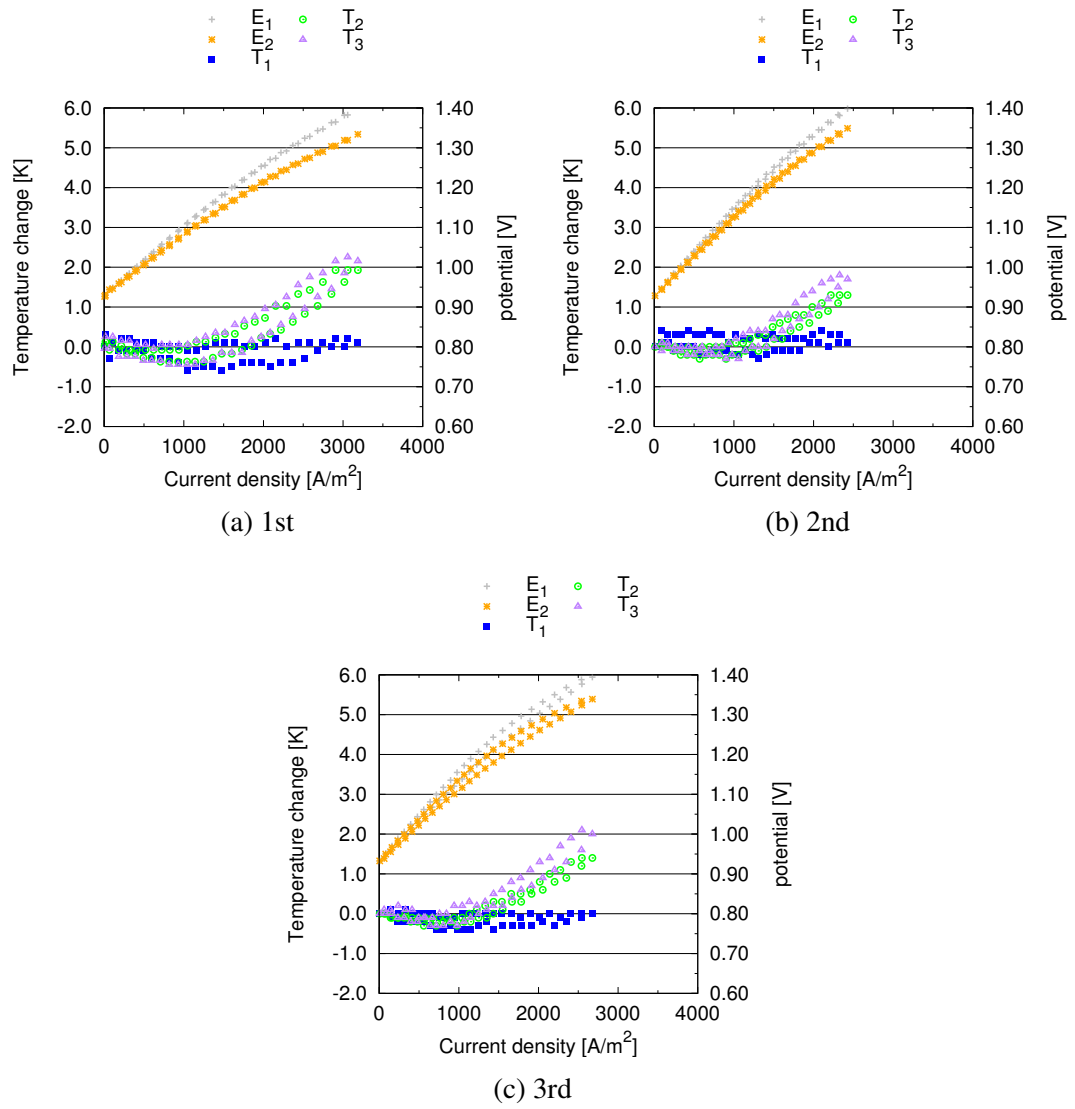 E1 T2
E2 T3
T1
6.0
5.0
4.0
3.0
2.0
1.0
0.0
-1.0
-2.0
Temperature change [K]
1.40
1.30
1.20
1.10
1.00
0.90
0.80
0.70
0.60
potential [V]
0 1000 2000 3000 4000
Current density [A/m2]
(a) 1st
E1 T2
E2 T3
T1
6.0
5.0
4.0
3.0
2.0
1.0
0.0
-1.0
-2.0
Temperature change [K]
1.40
1.30
1.20
1.10
1.00
0.90
0.80
0.70
0.60
potential [V]
0 1000 2000 3000 4000
Current density [A/m2]
(b) 2nd
E1 T2
E2 T3
T1
6.0
5.0
4.0
3.0
2.0
1.0
0.0
-1.0
-2.0
Temperature change [K]
1.40
1.30
1.20
1.10
1.00
0.90
0.80
0.70
0.60
potential [V]
0 1000 2000 3000 4000
Current density [A/m2]
(c) 3rd